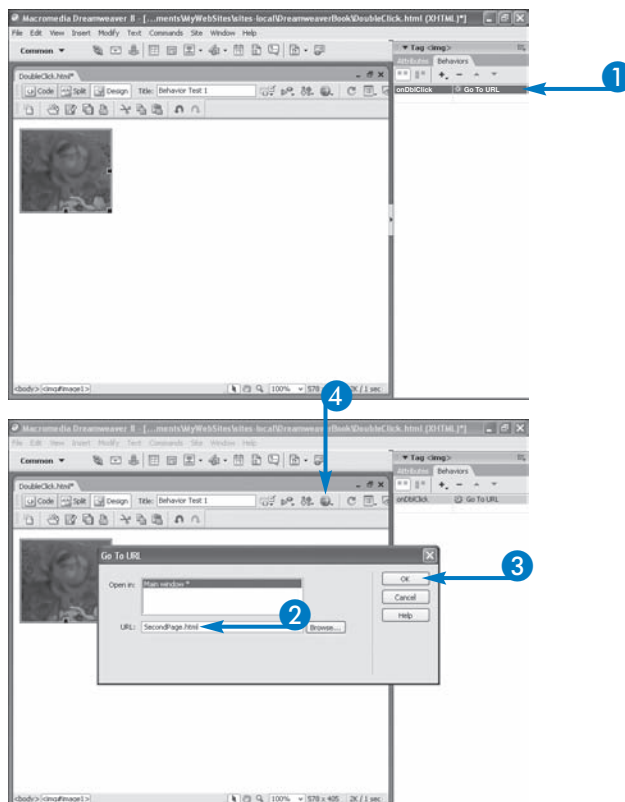 Macromedia Dreamweaver 8 - [...ments\MyWebSites\sites-local\DreamweaverBook\DoubleClick.html (XHTML)*]
File Edit View Insert Modify Text Commands Site Window Help
Common
Tag <img>
Attributes Behaviors
DoubleClick.html*
Code Split Design Title: Behavior Test 1
onDblClick Go To URL
1
<body> <img#image1>
100% 578 2K / 1 sec
4
Macromedia Dreamweaver 8 - [...ments\MyWebSites\sites-local\DreamweaverBook\DoubleClick.html (XHTML)*]
File Edit View Insert Modify Text Commands Site Window Help
Common
Tag <img>
Attributes Behaviors
DoubleClick.html*
Code Split Design Title: Behavior Test 1
onDblClick Go To URL
Go To URL
Open in: Main window *
OK
3
Cancel
Help
URL: SecondPage.html
2
Browse...
<body> <img#image1>
100% 578 x 405 2K / 1 sec